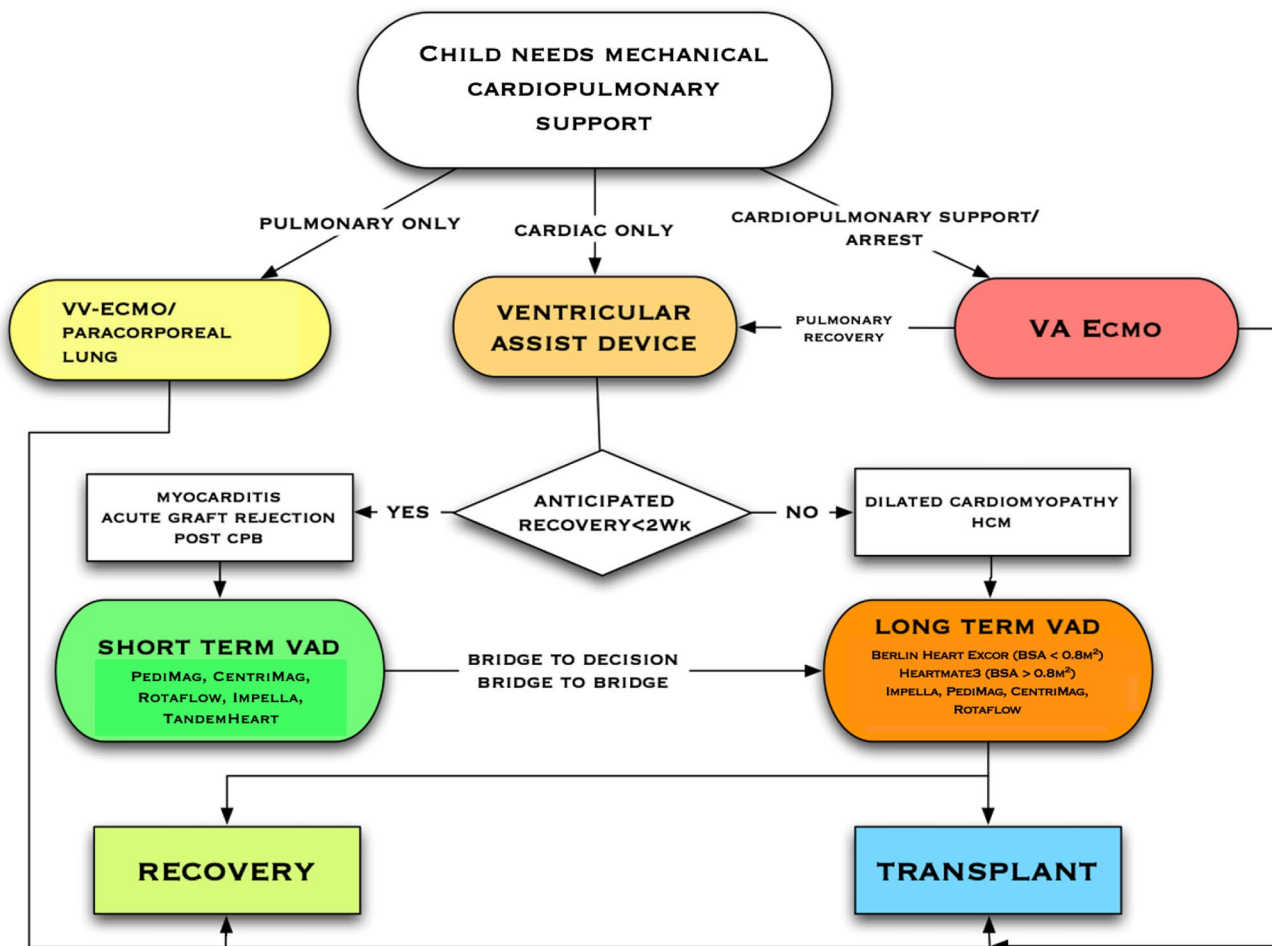 CHILD NEEDS MECHANICAL
CARDIOPULMONARY
SUPPORT
PULMONARY ONLY
CARDIAC ONLY
CARDIOPULMONARY SUPPORT/
ARREST
VV-ECMO/
PARACORPOREAL
LUNG
VENTRICULAR
ASSIST DEVICE
PULMONARY
RECOVERY
VA ECMO
MYOCARDITIS
ACUTE GRAFT REJECTION
POST CPB
YES
ANTICIPATED
RECOVERY<2WK
NO
DILATED CARDIOMYOPATHY
HCM
SHORT TERM VAD
PEDIMAG, CENTRIMAG,
ROTAFLOW, IMPELLA,
TANDEMHEART
BRIDGE TO DECISION
BRIDGE TO BRIDGE
LONG TERM VAD
BERLIN HEART EXCOR (BSA < 0.8M²)
HEARTMATE3 (BSA > 0.8M²)
IMPELLA, PEDIMAG, CENTRIMAG,
ROTAFLOW
RECOVERY
TRANSPLANT